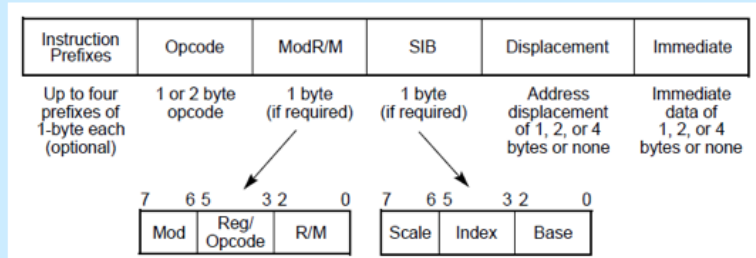 Instruction Prefixes
Opcode
ModR/M
SIB
Displacement
Immediate
Up to four prefixes of 1-byte each (optional)
1 or 2 byte opcode
1 byte (if required)
1 byte (if required)
Address displacement of 1, 2, or 4 bytes or none
Immediate data of 1, 2, or 4 bytes or none
7 6 5 3 2 0
Mod
Reg/ Opcode
R/M
7 6 5 3 2 0
Scale
Index
Base